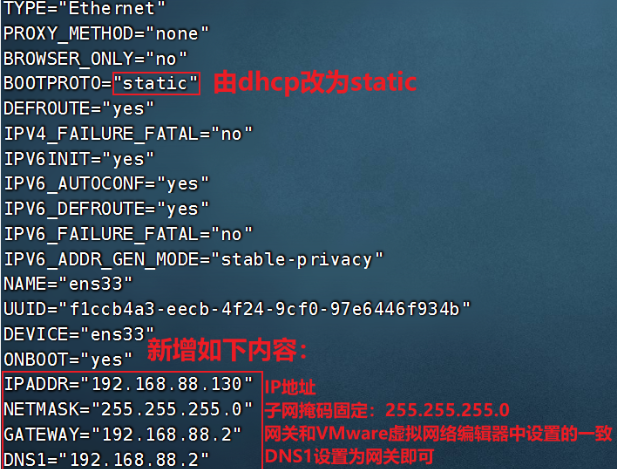 TYPE="Ethernet"
PROXY_METHOD="none"
BROWSER_ONLY="no"
BOOTPROTO="static" 由dhcp改为static
DEFROUTE="yes"
IPV4_FAILURE_FATAL="no"
IPV6INIT="yes"
IPV6_AUTOCONF="yes"
IPV6_DEFROUTE="yes"
IPV6_FAILURE_FATAL="no"
IPV6_ADDR_GEN_MODE="stable-privacy"
NAME="ens33"
UUID="f1ccb4a3-eecb-4f24-9cf0-97e6446f934b"
DEVICE="ens33"
ONBOOT="yes" 新增如下内容：
IPADDR="192.168.88.130" IP地址
NETMASK="255.255.255.0" 子网掩码固定：255.255.255.0
GATEWAY="192.168.88.2" 网关和VMware虚拟网络编辑器中设置的一致
DNS1="192.168.88.2" DNS1设置为网关即可